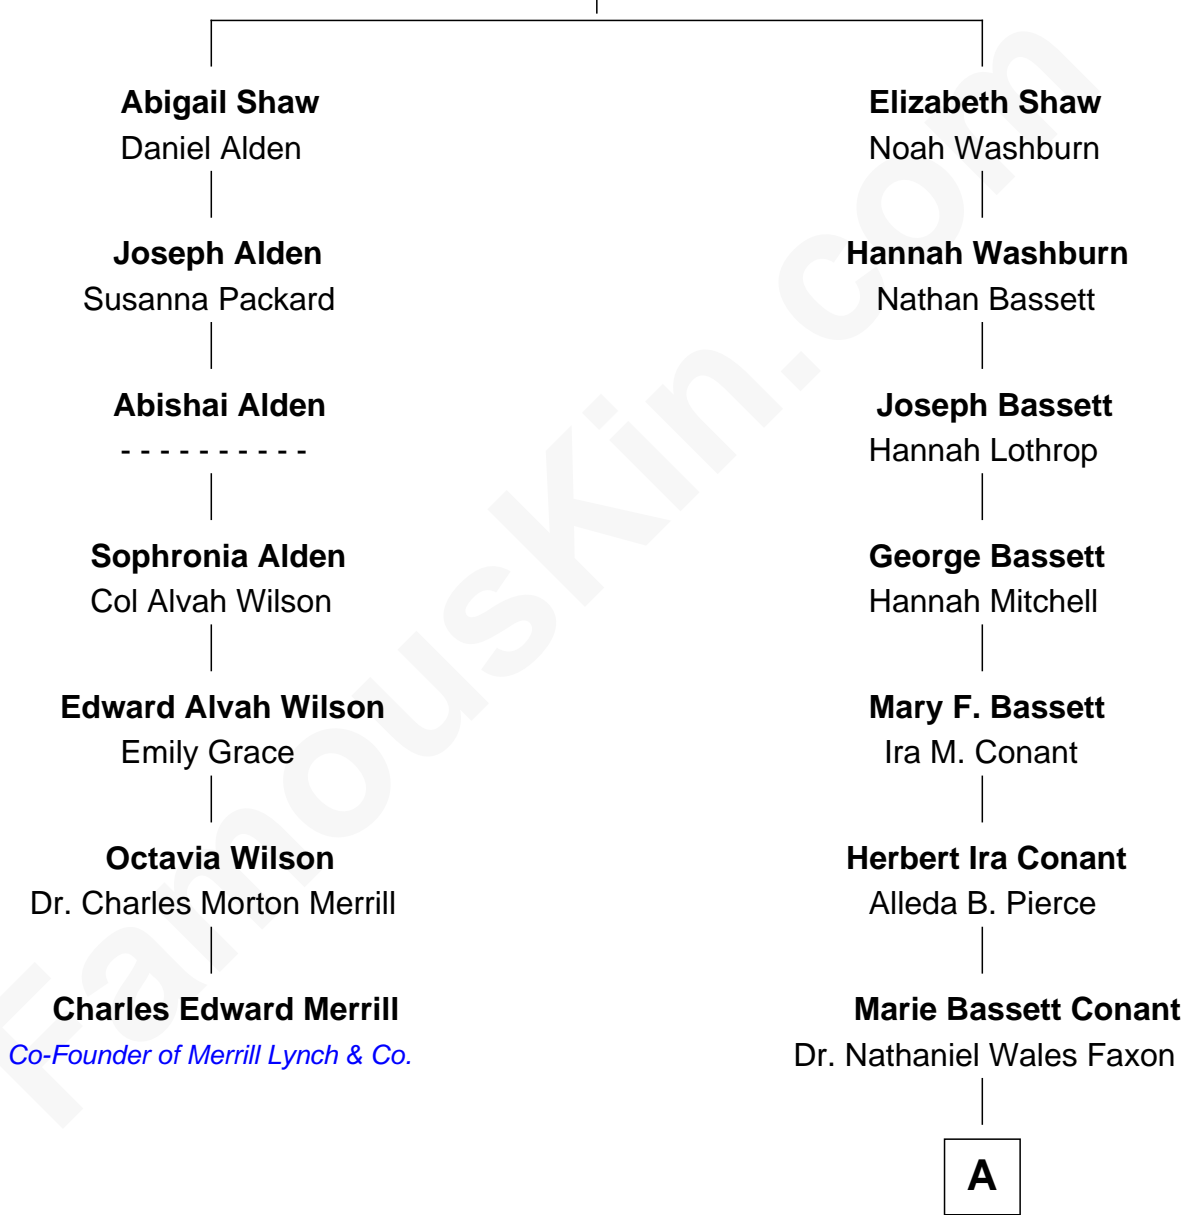 Abigail Shaw
Daniel Alden
Joseph Alden
Susanna Packard
Abishai Alden
- - - - - - - - - -
Sophronia Alden
Col Alvah Wilson
Edward Alvah Wilson
Emily Grace
Octavia Wilson
Dr. Charles Morton Merrill
Charles Edward Merrill
Co-Founder of Merrill Lynch & Co.
Elizabeth Shaw
Noah Washburn
Hannah Washburn
Nathan Bassett
Joseph Bassett
Hannah Lothrop
George Bassett
Hannah Mitchell
Mary F. Bassett
Ira M. Conant
Herbert Ira Conant
Alleda B. Pierce
Marie Bassett Conant
Dr. Nathaniel Wales Faxon
A
FamousKin.com